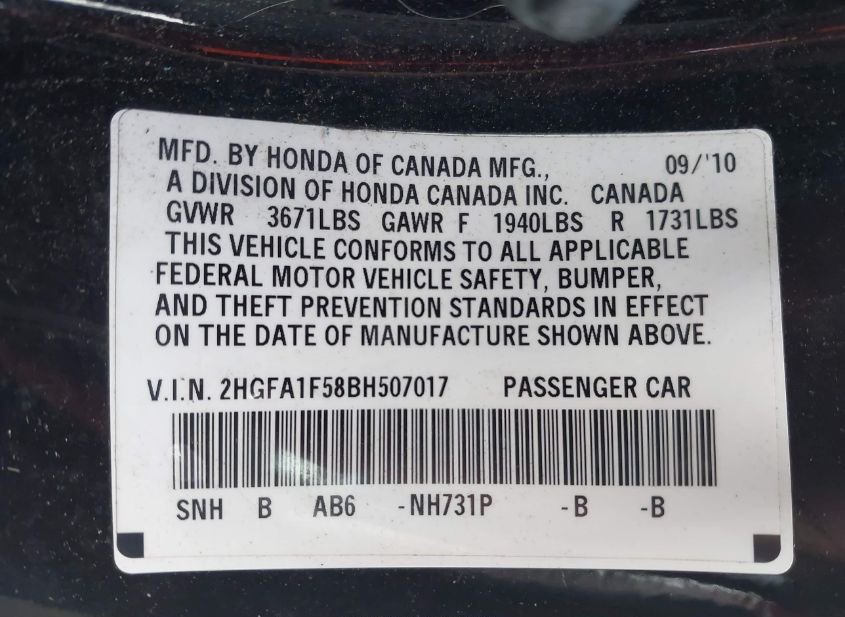 MFD. BY HONDA OF CANADA MFG., 09/'10
A DIVISION OF HONDA CANADA INC. CANADA
GVWR 3671LBS GAWR F 1940LBS R 1731LBS
THIS VEHICLE CONFORMS TO ALL APPLICABLE
FEDERAL MOTOR VEHICLE SAFETY, BUMPER,
AND THEFT PREVENTION STANDARDS IN EFFECT
ON THE DATE OF MANUFACTURE SHOWN ABOVE.
V.I.N. 2HGFA1F58BH507017 PASSENGER CAR
SNH B AB6 -NH731P -B -B